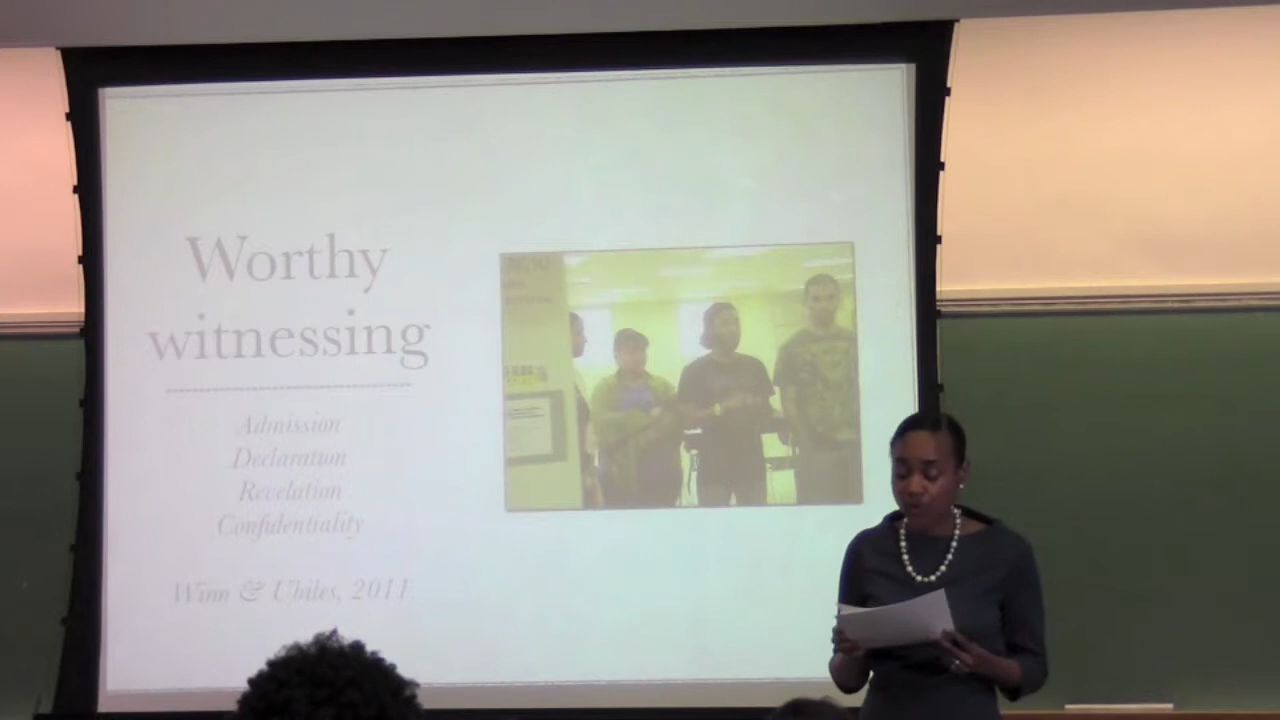 Worthy
witnessing
Admission
Declaration
Revelation
Confidentiality
Winn & Ubiles, 2011